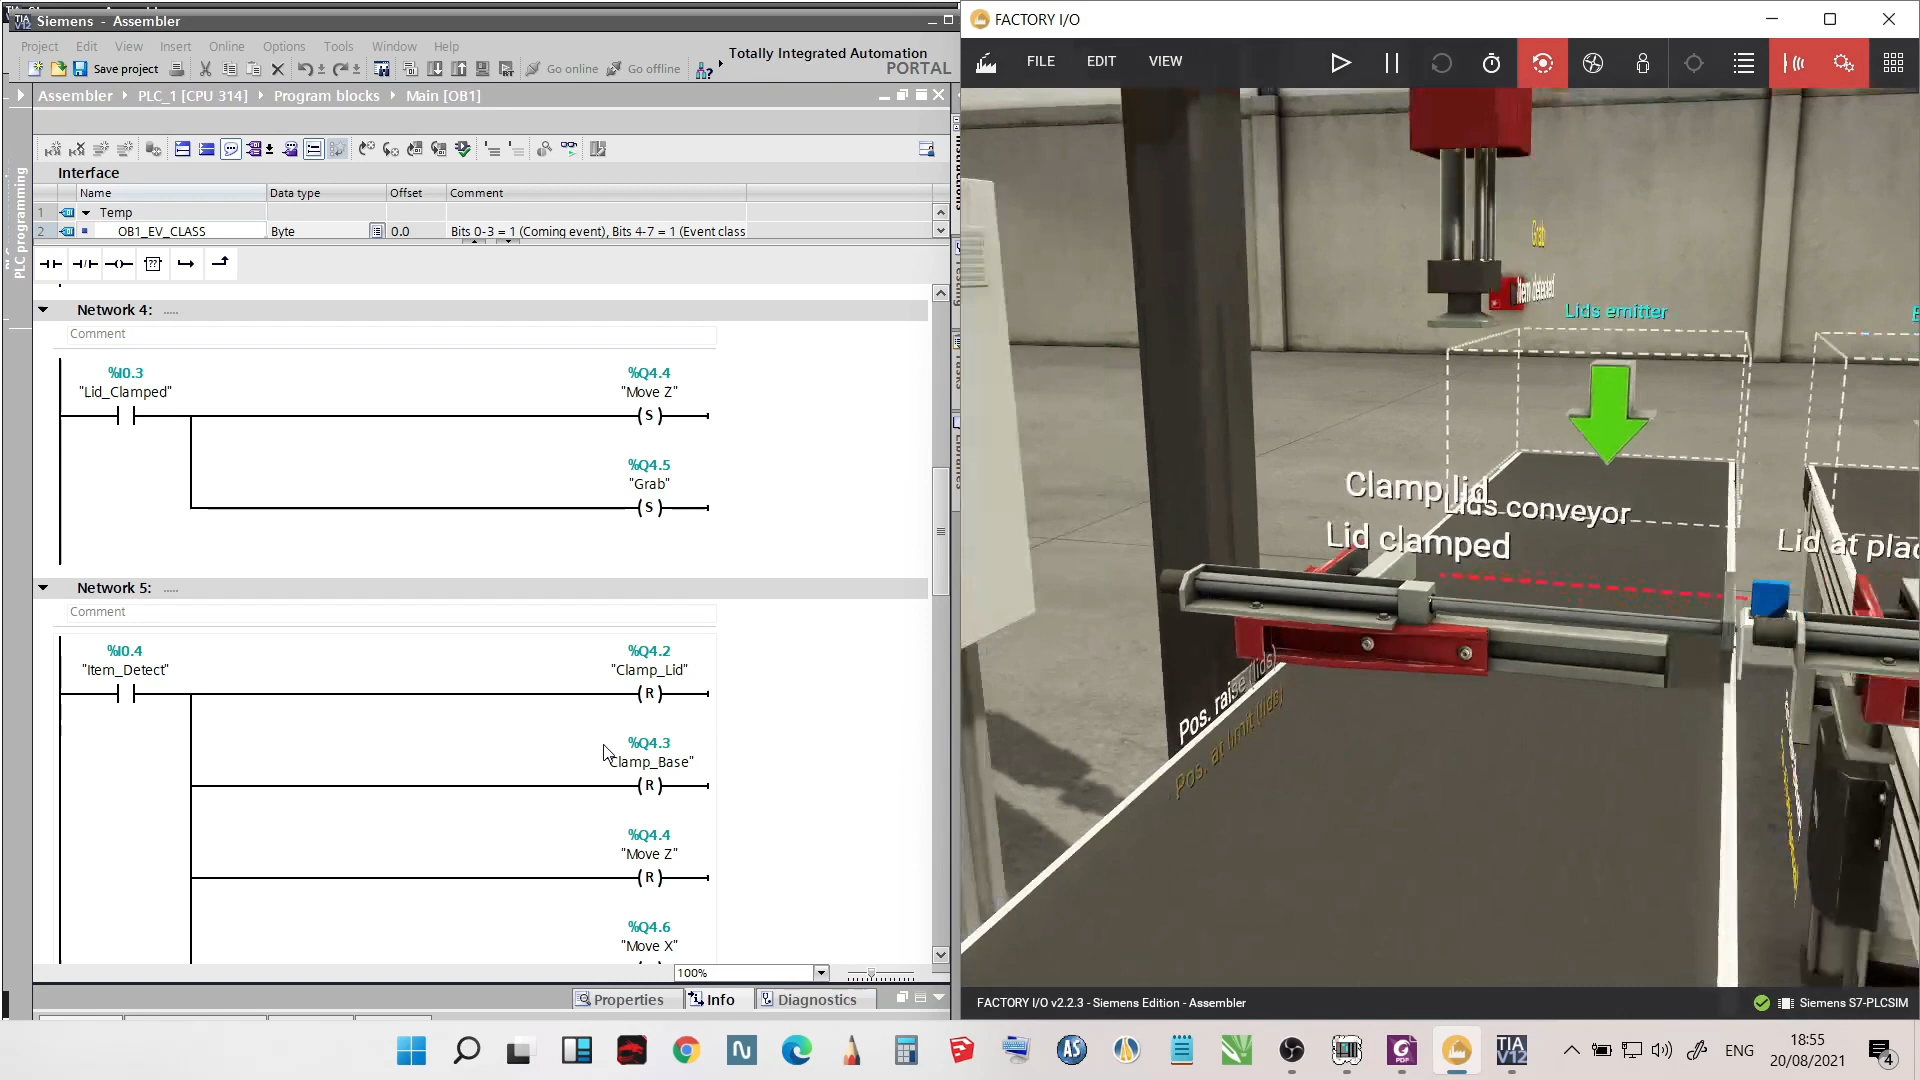 Siemens - Assembler
Project Edit View Insert Online Options Tools Window Help
Save project
Go online
Go offline
Totally Integrated Automation
PORTAL
Assembler PLC_1 [CPU 314] Program blocks Main [OB1]
PLC programming
Interface
Name Data type Offset Comment
1 Temp
2 OB1_EV_CLASS Byte 0.0 Bits 0-3 = 1 (Coming event), Bits 4-7 = 1 (Event class
Network 4: .....
Comment
%I0.3
"Lid_Clamped"
%Q4.4
"Move Z"
S
%Q4.5
"Grab"
S
Network 5: .....
Comment
%I0.4
"Item_Detect"
%Q4.2
"Clamp_Lid"
R
%Q4.3
Clamp_Base"
R
%Q4.4
"Move Z"
R
%Q4.6
"Move X"
100%
Properties Info Diagnostics
FACTORY I/O
FILE EDIT VIEW
Grab
Item detected
Lids emitter
Clamp lid
Lids conveyor
Lid clamped
Lid at plac
Pos. raise (lids)
Pos. at limit (lids)
FACTORY I/O v2.2.3 - Siemens Edition - Assembler
Siemens S7-PLCSIM
ENG
18:55
20/08/2021
4